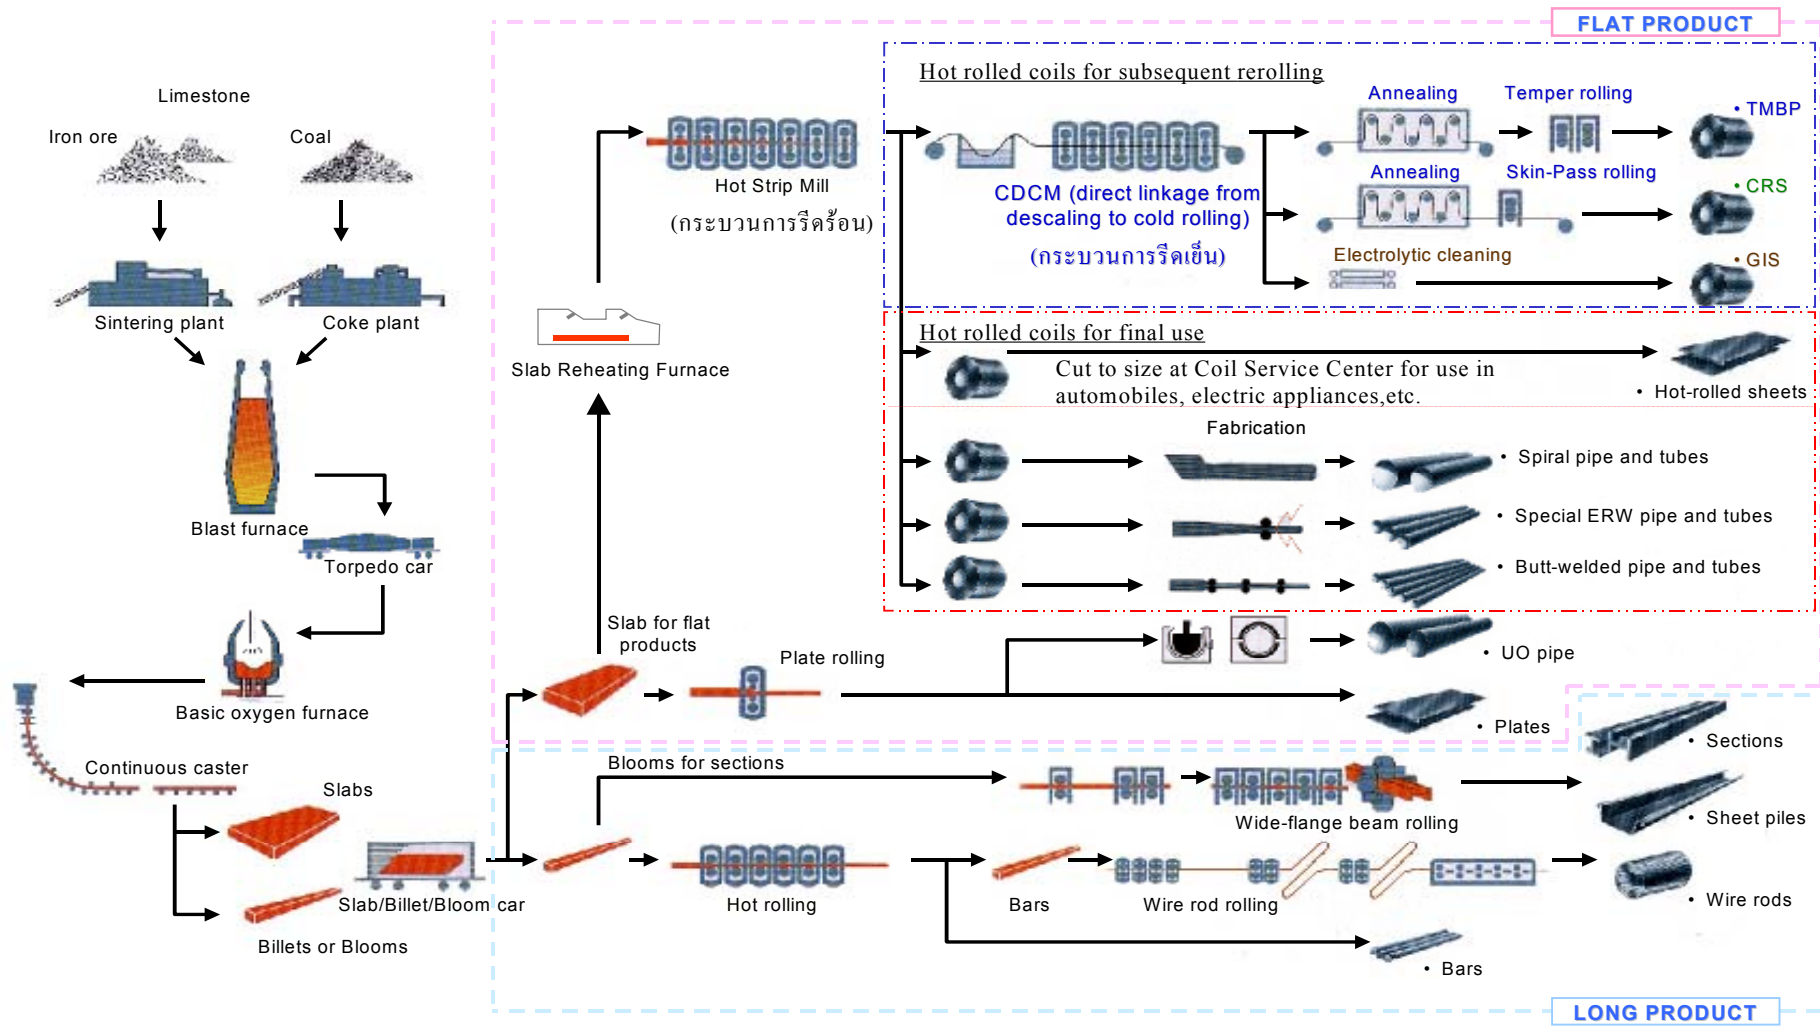 FLAT PRODUCT
Hot rolled coils for subsequent rerolling
Limestone
Iron ore
Coal
Annealing
Temper rolling
• TMBP
Hot Strip Mill
(กระบวนการรีดร้อน)
CDCM (direct linkage from
descaling to cold rolling)
(กระบวนการรีดเย็น)
Annealing
Skin-Pass rolling
• CRS
Electrolytic cleaning
• GIS
Sintering plant
Coke plant
Slab Reheating Furnace
Hot rolled coils for final use
Cut to size at Coil Service Center for use in
automobiles, electric appliances,etc.
• Hot-rolled sheets
Fabrication
• Spiral pipe and tubes
• Special ERW pipe and tubes
• Butt-welded pipe and tubes
Blast furnace
Torpedo car
Basic oxygen furnace
Slab for flat
products
Plate rolling
• UO pipe
• Plates
Continuous caster
Slabs
Billets or Blooms
Slab/Billet/Bloom car
Blooms for sections
Wide-flange beam rolling
• Sections
• Sheet piles
Hot rolling
Bars
Wire rod rolling
• Wire rods
• Bars
LONG PRODUCT